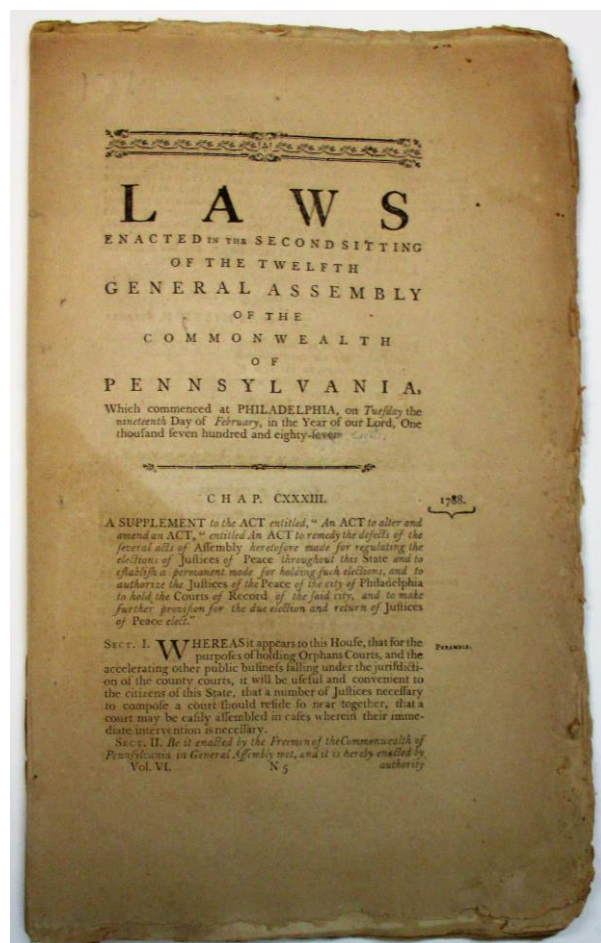 LAWS
ENACTED IN THE SECOND SITTING
OF THE TWELFTH
GENERAL ASSEMBLY
OF THE
COMMONWEALTH
OF
PENNSYLVANIA,
Which commenced at PHILADELPHIA, on Tueſday the
nineteenth Day of February, in the Year of our Lord, One
thouſand ſeven hundred and eighty-ſeven
CHAP. CXXXIII.
1788.
A SUPPLEMENT to the ACT entitled, “ An ACT to alter and
amend an ACT, “ entitled An ACT to remedy the defects of the
ſeveral acts of Aſſembly heretofore made for regulating the
elections of Juſtices of Peace throughout this State and to
eſtabliſh a permanent mode for holding ſuch elections, and to
authorize the Juſtices of the Peace of the city of Philadelphia
to hold the Courts of Record of the ſaid city, and to make
further proviſion for the due election and return of Juſtices
of Peace elect.”
SECT. I. WHEREAS it appears to this Houſe, that for the
PERAMBLE.
purpoſes of holding Orphans Courts, and the
accelerating other public buſineſs falling under the juriſdicti-
on of the county courts, it will be uſeful and convenient to
the citizens of this State, that a number of Juſtices neceſſary
to compoſe a court ſhould reſide ſo near together, that a
court may be eaſily aſſembled in caſes wherein their imme-
diate intervention is neceſſary.
SECT. II. Be it enacted by the Freemen of the Commonwealth of
Pennſylvania in General Aſſembly met, and it is hereby enacted by
Vol. VI. N 5 authority